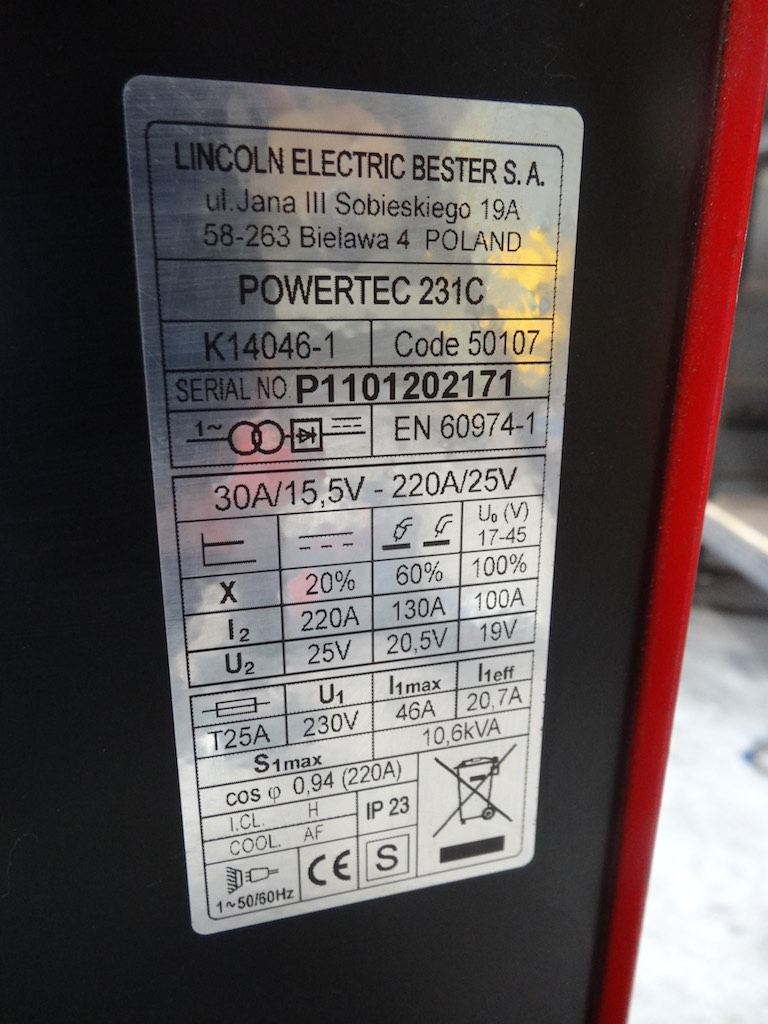 LINCOLN ELECTRIC BESTER S. A.
ul.Jana III Sobieskiego 19A
58-263 Bielawa 4 POLAND
POWERTEC 231C
K14046-1 Code 50107
SERIAL NO. P1101202171
1~ EN 60974-1
30A/15,5V - 220A/25V
U₀ (V)
17-45
X 20% 60% 100%
I₂ 220A 130A 100A
U₂ 25V 20,5V 19V
U₁ I₁max I₁eff
T25A 230V 46A 20,7A
S₁max 10,6kVA
cos φ 0,94 (220A)
I.CL. H IP 23
COOL. AF
CE S
1~50/60Hz